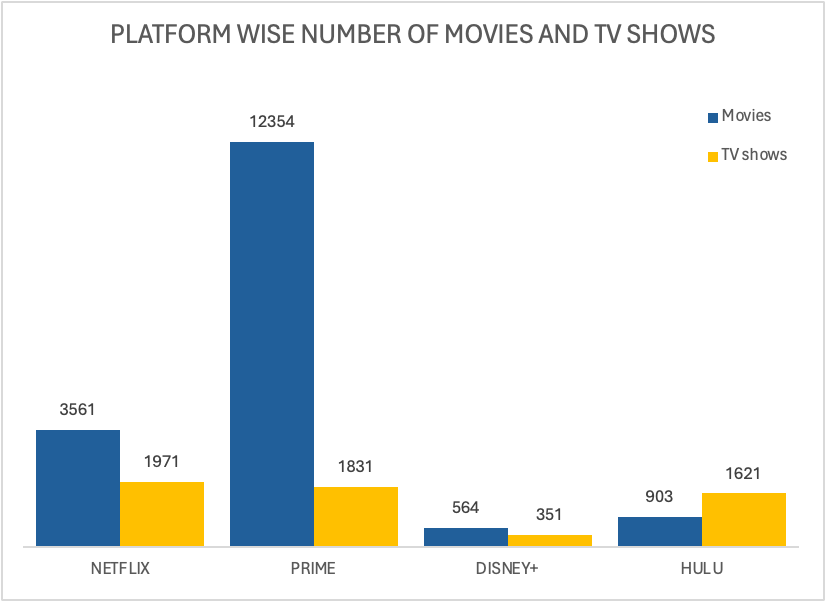 PLATFORM WISE NUMBER OF MOVIES AND TV SHOWS
Movies
TV shows
12354
3561
1971
1831
564
351
903
1621
NETFLIX
PRIME
DISNEY+
HULU